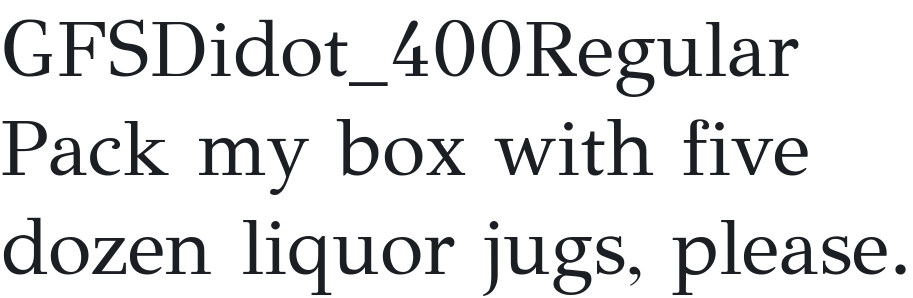 GFSDidot_400Regular
Pack my box with five
dozen liquor jugs, please.